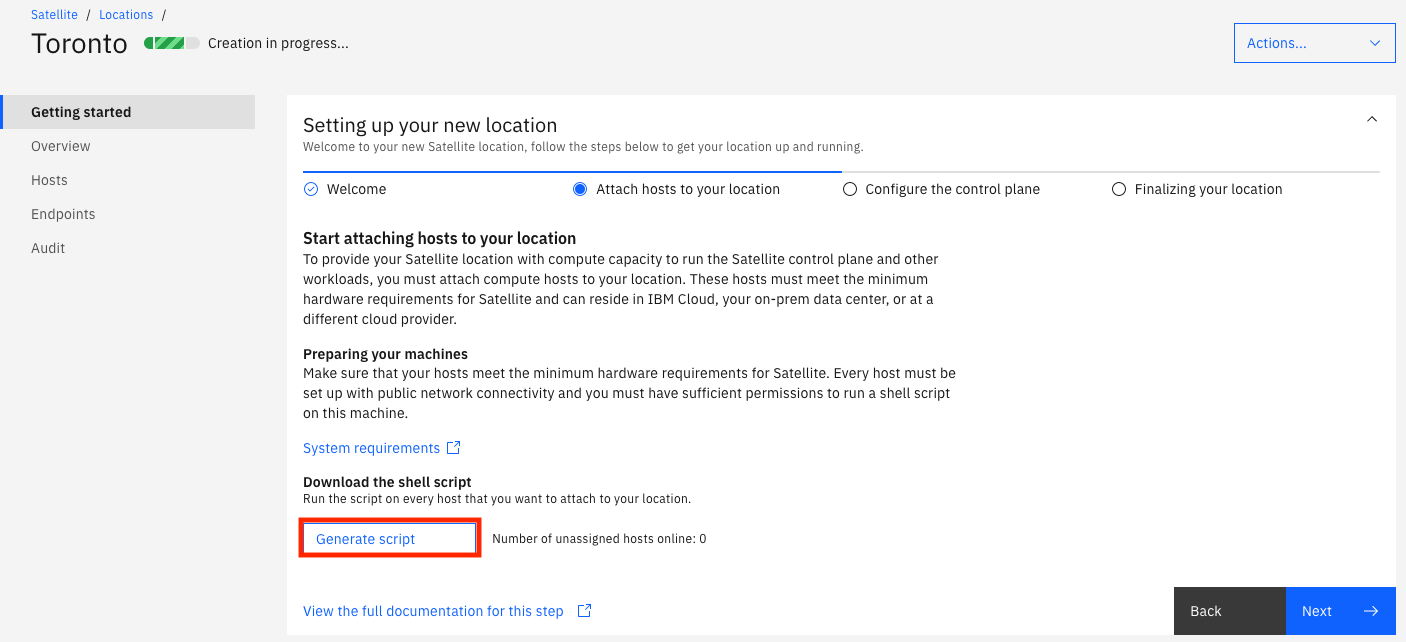 Satellite / Locations /
Toronto Creation in progress...
Actions...
Getting started
Overview
Hosts
Endpoints
Audit
Setting up your new location
Welcome to your new Satellite location, follow the steps below to get your location up and running.
Welcome
Attach hosts to your location
Configure the control plane
Finalizing your location
Start attaching hosts to your location
To provide your Satellite location with compute capacity to run the Satellite control plane and other
workloads, you must attach compute hosts to your location. These hosts must meet the minimum
hardware requirements for Satellite and can reside in IBM Cloud, your on-prem data center, or at a
different cloud provider.
Preparing your machines
Make sure that your hosts meet the minimum hardware requirements for Satellite. Every host must be
set up with public network connectivity and you must have sufficient permissions to run a shell script
on this machine.
System requirements
Download the shell script
Run the script on every host that you want to attach to your location.
Generate script
Number of unassigned hosts online: 0
View the full documentation for this step
Back
Next